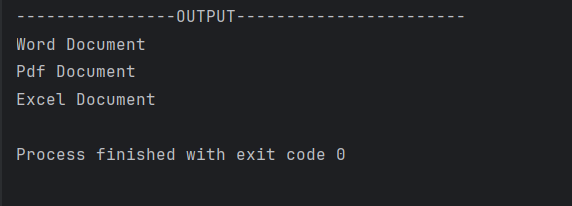 ----------------OUTPUT-----------------------
Word Document
Pdf Document
Excel Document
Process finished with exit code 0